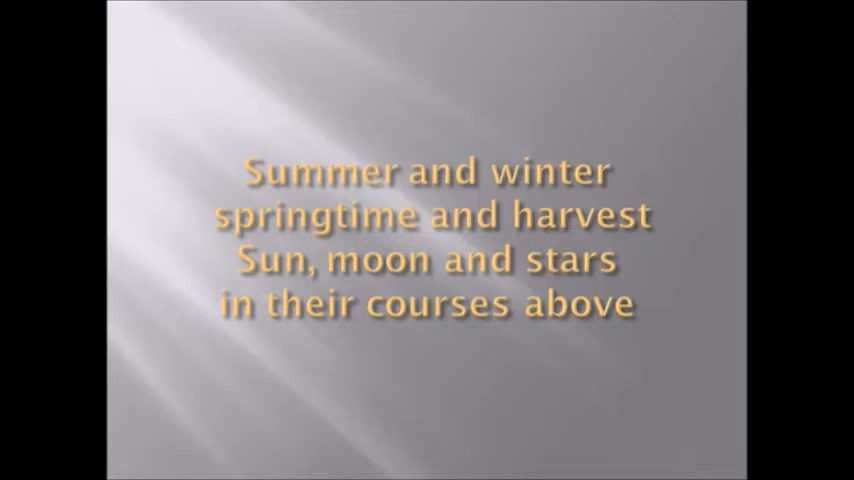 Summer and winter
springtime and harvest
Sun, moon and stars
in their courses above